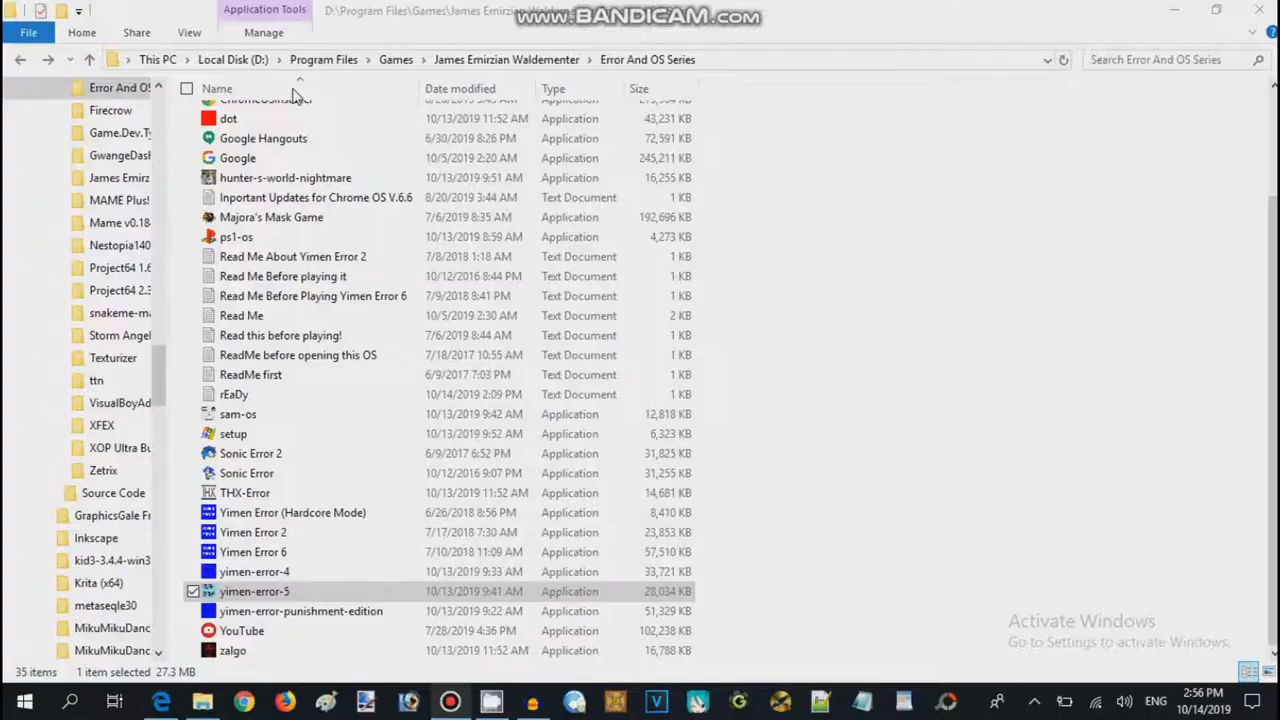 Application Tools
D:\Program Files\Games\James Emirzian
www.BANDICAM.com
File Home Share View Manage
This PC Local Disk (D:) Program Files Games James Emirzian Waldementer Error And OS Series
Search Error And OS Series
Name Date modified Type Size
Error And OS
Firecrow
Game.Dev.Ty
GwangeDash
James Emirz
MAME Plus!
Mame v0.18
Nestopia140
Project64 1.6
Project64 2.3
snakeme-ma
Storm Angel
Texturizer
ttn
VisualBoyAd
XFEX
XOP Ultra Bu
Zetrix
Source Code
GraphicsGale Fr
Inkscape
kid3-3.4.4-win3
Krita (x64)
metaseqle30
MikuMikuDanc
MikuMikuDanc
dot 10/13/2019 11:52 AM Application 43,231 KB
Google Hangouts 6/30/2019 8:26 PM Application 72,591 KB
Google 10/5/2019 2:20 AM Application 245,211 KB
hunter-s-world-nightmare 10/13/2019 9:51 AM Application 16,255 KB
Inportant Updates for Chrome OS V.6.6 8/20/2019 3:44 AM Text Document 1 KB
Majora's Mask Game 7/6/2019 8:35 AM Application 192,696 KB
ps1-os 10/13/2019 8:59 AM Application 4,273 KB
Read Me About Yimen Error 2 7/8/2018 1:18 AM Text Document 1 KB
Read Me Before playing it 10/12/2016 8:44 PM Text Document 1 KB
Read Me Before Playing Yimen Error 6 7/9/2018 8:41 PM Text Document 1 KB
Read Me 10/5/2019 2:30 AM Text Document 2 KB
Read this before playing! 7/6/2019 8:44 AM Text Document 1 KB
ReadMe before opening this OS 7/18/2017 10:55 AM Text Document 1 KB
ReadMe first 6/9/2017 7:03 PM Text Document 1 KB
rEaDy 10/14/2019 2:09 PM Text Document 1 KB
sam-os 10/13/2019 9:42 AM Application 12,818 KB
setup 10/13/2019 9:52 AM Application 6,323 KB
Sonic Error 2 6/9/2017 6:52 PM Application 31,825 KB
Sonic Error 10/12/2016 9:07 PM Application 31,255 KB
THX-Error 10/13/2019 11:52 AM Application 14,681 KB
Yimen Error (Hardcore Mode) 6/26/2018 8:56 PM Application 8,410 KB
Yimen Error 2 7/17/2018 7:30 AM Application 23,853 KB
Yimen Error 6 7/10/2018 11:09 AM Application 57,510 KB
yimen-error-4 10/13/2019 9:33 AM Application 33,721 KB
yimen-error-5 10/13/2019 9:41 AM Application 28,034 KB
yimen-error-punishment-edition 10/13/2019 9:22 AM Application 51,329 KB
YouTube 7/28/2019 4:36 PM Application 102,238 KB
zalgo 10/13/2019 11:52 AM Application 16,788 KB
Activate Windows
Go to Settings to activate Windows.
35 items 1 item selected 27.3 MB
ENG
2:56 PM
10/14/2019